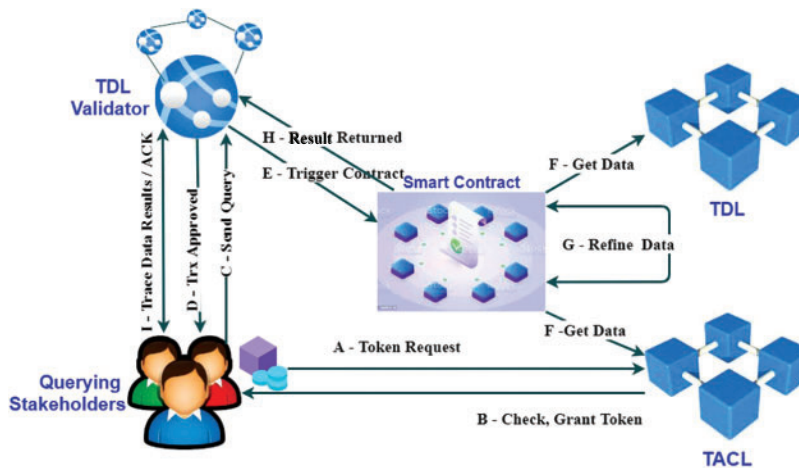 TDL
Validator
H - Result Returned
E - Trigger Contract
Smart Contract
F - Get Data
TDL
G - Refine Data
I - Trace Data Results / ACK
D - Trx Approved
C - Send Query
F -Get Data
A - Token Request
Querying
Stakeholders
B - Check, Grant Token
TACL